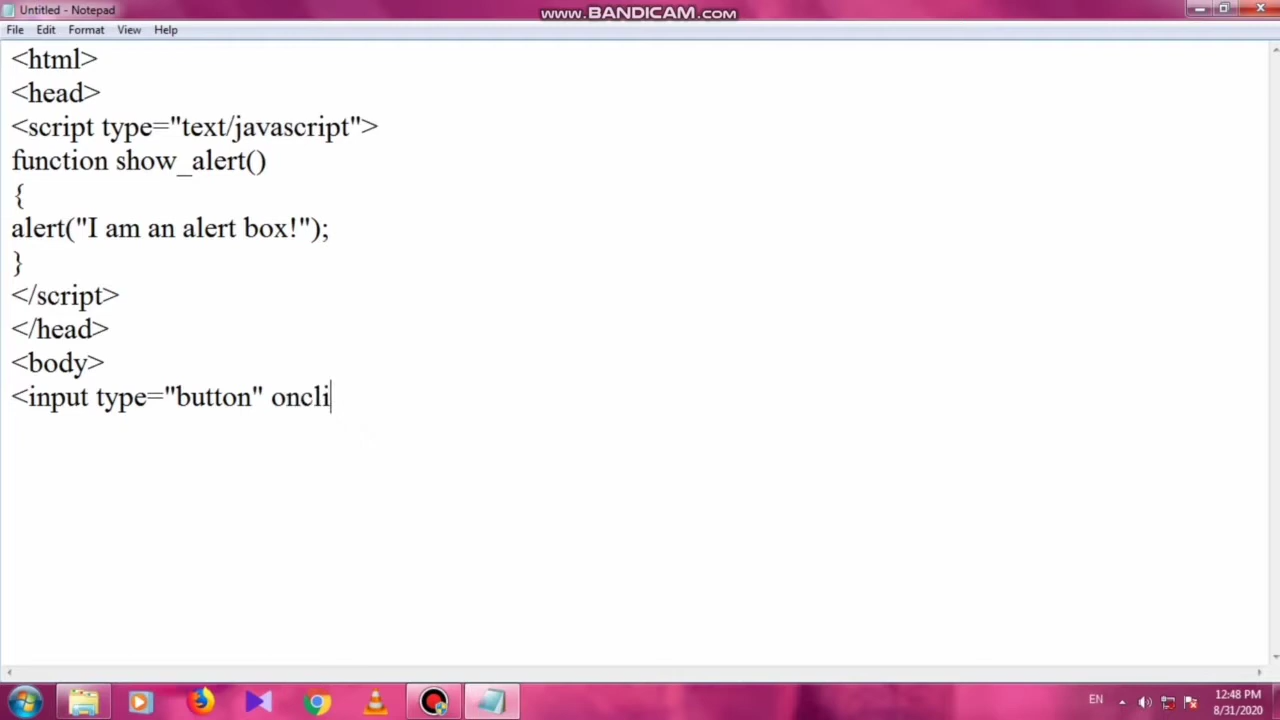 Untitled - Notepad
www.BANDICAM.com
File Edit Format View Help
<html>
<head>
<script type="text/javascript">
function show_alert()
{
alert("I am an alert box!");
}
</script>
</head>
<body>
<input type="button" oncli
EN
12:48 PM
8/31/2020